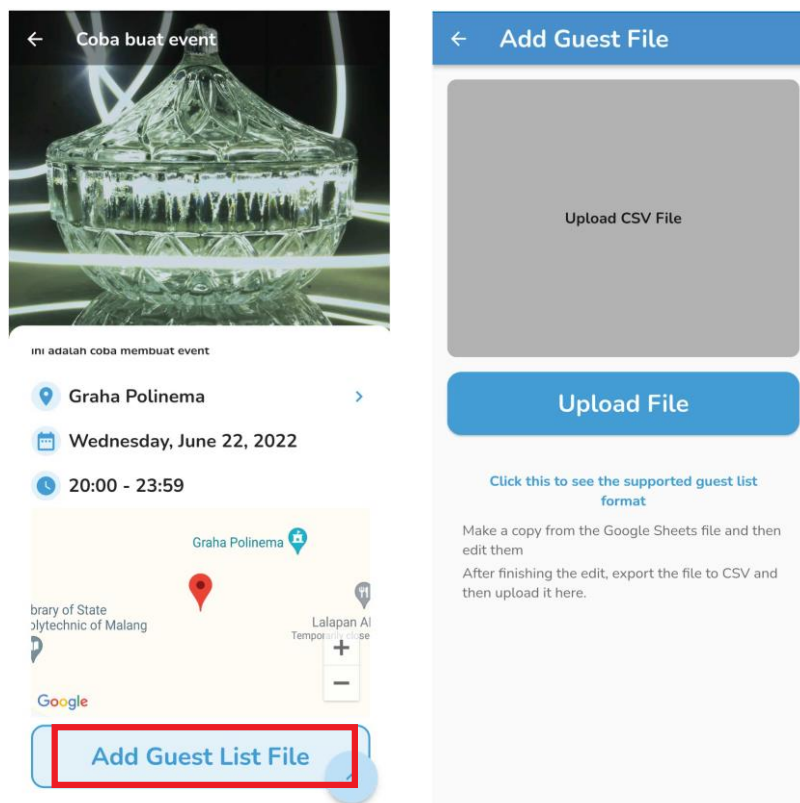 Coba buat event
ini adalah coba membuat event
Graha Polinema
Wednesday, June 22, 2022
20:00 - 23:59
Graha Polinema
brary of State
olytechnic of Malang
Lalapan Al
Google
Add Guest List File
Add Guest File
Upload CSV File
Upload File
Click this to see the supported guest list
format
Make a copy from the Google Sheets file and then
edit them
After finishing the edit, export the file to CSV and
then upload it here.